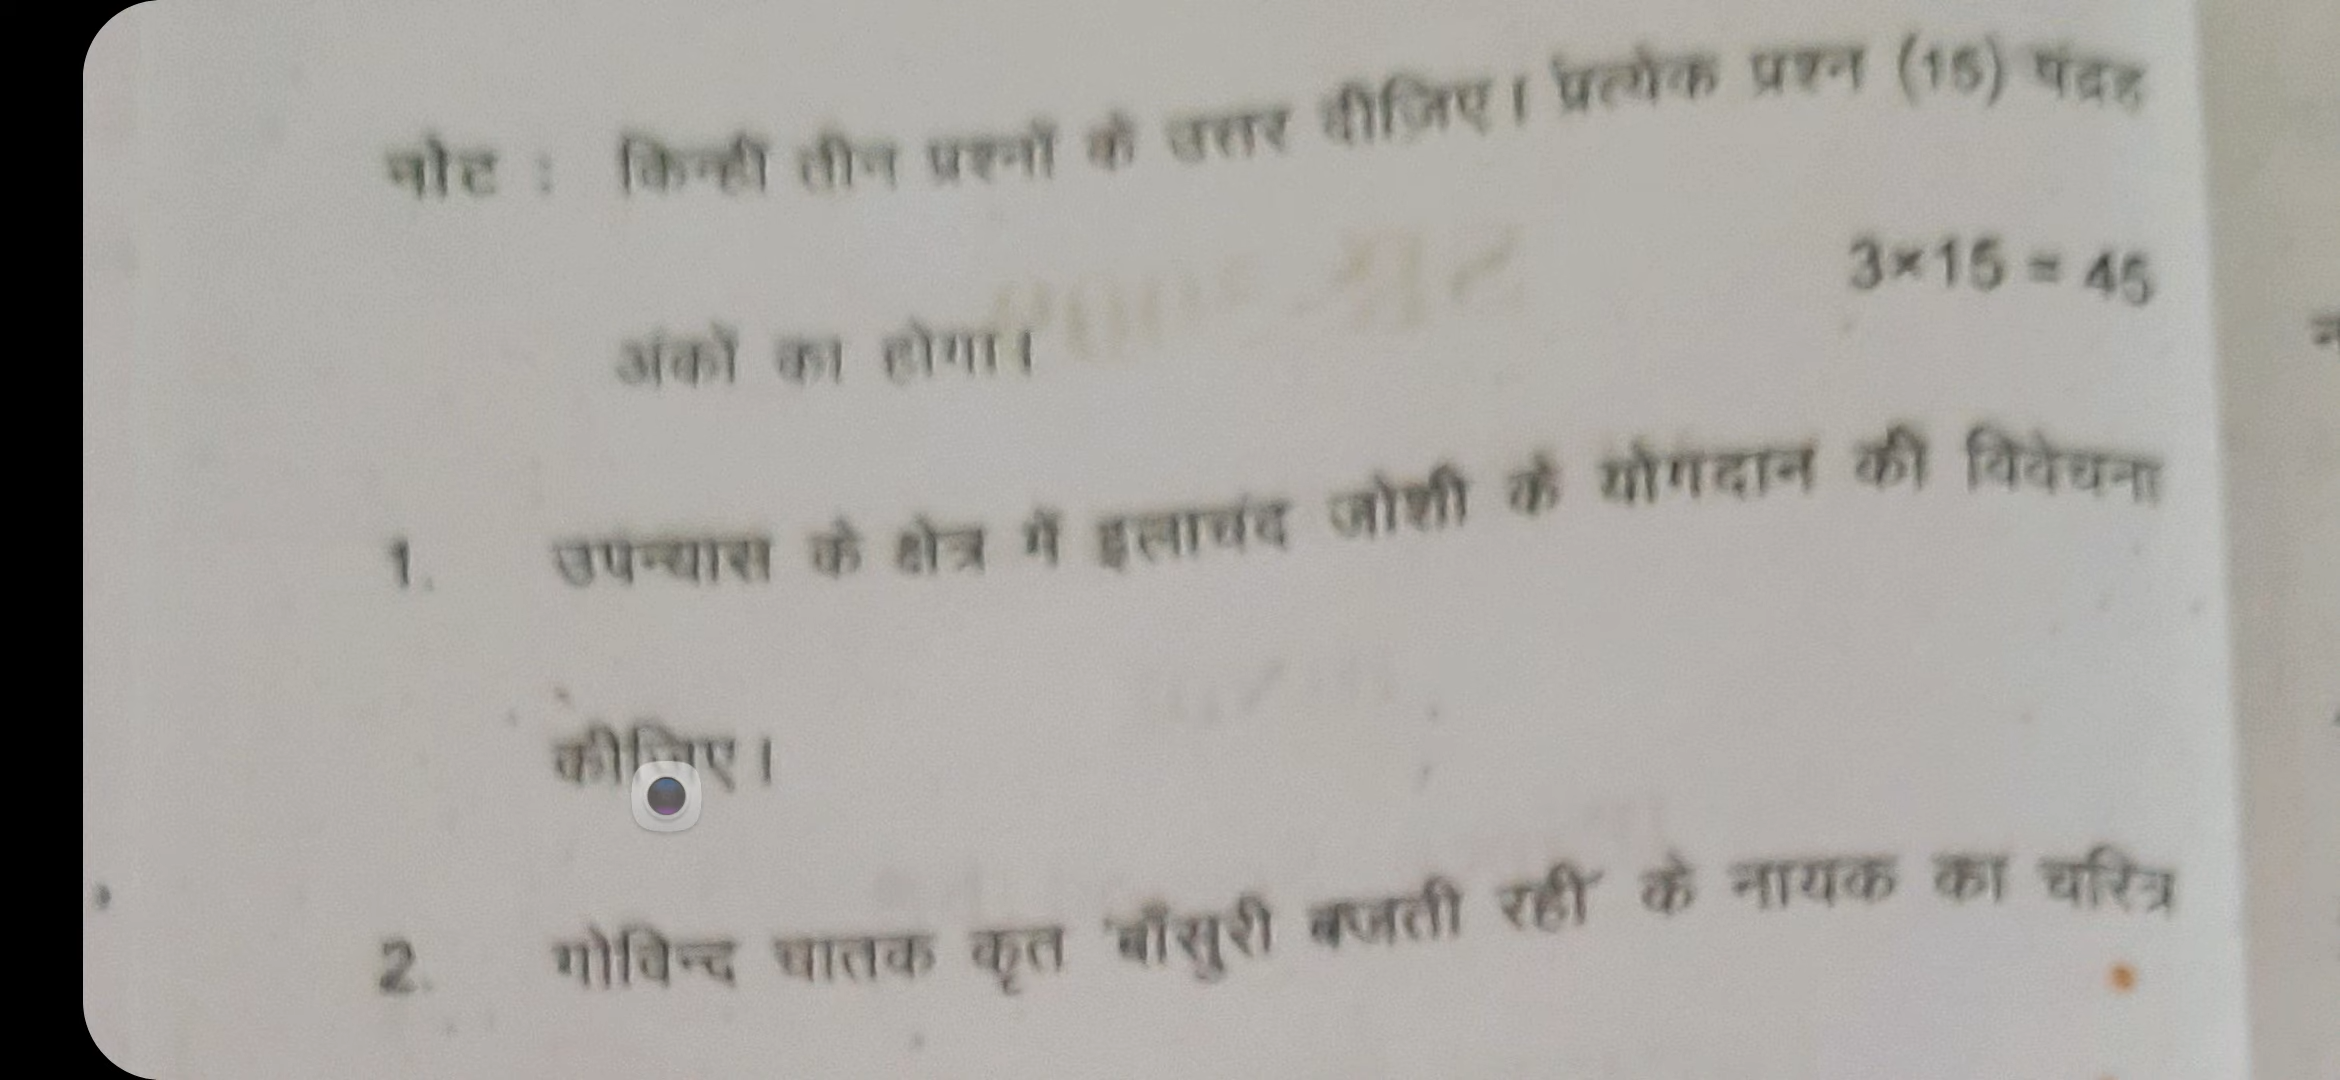 नोट : किन्हीं तीन प्रश्नों के उत्तर दीजिए। प्रत्येक प्रश्न (15) पंद्रह
अंकों का होगा। 3×15 = 45
1. उपन्यास के क्षेत्र में इलाचंद जोशी के योगदान की विवेचना
कीजिए।
2. गोविन्द चातक कृत 'बाँसुरी बजती रही' के नायक का चरित्र